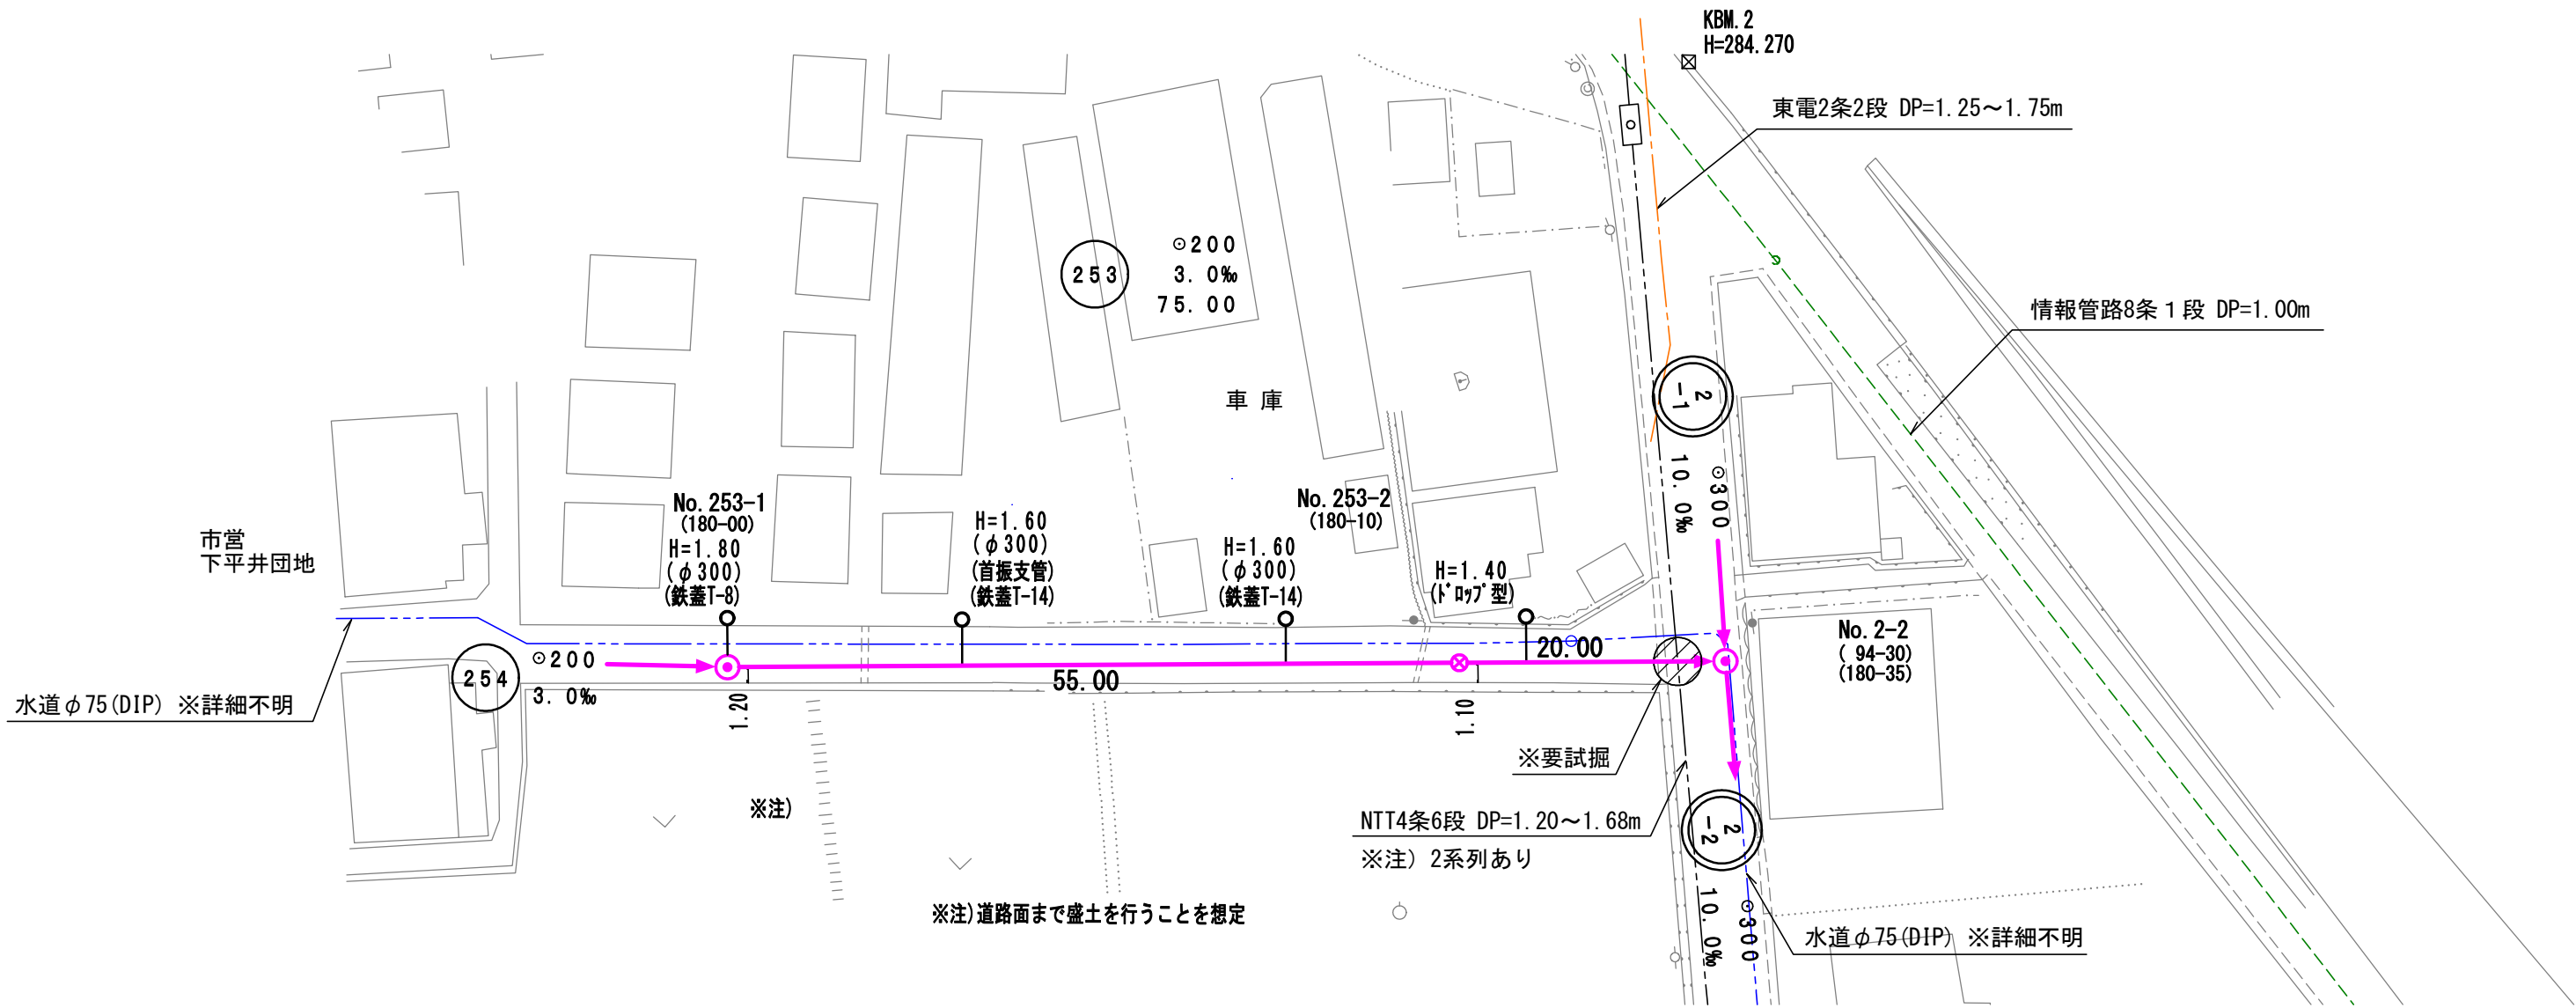 KBM.2
H=284.270
東電2条2段 DP=1.25～1.75m
253
⊙200
3.0‰
75.00
情報管路8条１段 DP=1.00m
車庫
2-1
10.0‰
⊙300
No.253-1
(180-00)
H=1.80
(φ300)
(鉄蓋T-8)
H=1.60
(φ300)
(首振支管)
(鉄蓋T-14)
H=1.60
(φ300)
(鉄蓋T-14)
No.253-2
(180-10)
H=1.40
(ﾄﾞﾛｯﾌﾟ型)
市営
下平井団地
No.2-2
( 94-30)
(180-35)
254
⊙200
3.0‰
水道φ75(DIP) ※詳細不明
55.00
20.00
1.20
1.10
※要試掘
※注)
NTT4条6段 DP=1.20～1.68m
※注) 2系列あり
2-2
10.0‰
⊙300
※注)道路面まで盛土を行うことを想定
水道φ75(DIP) ※詳細不明